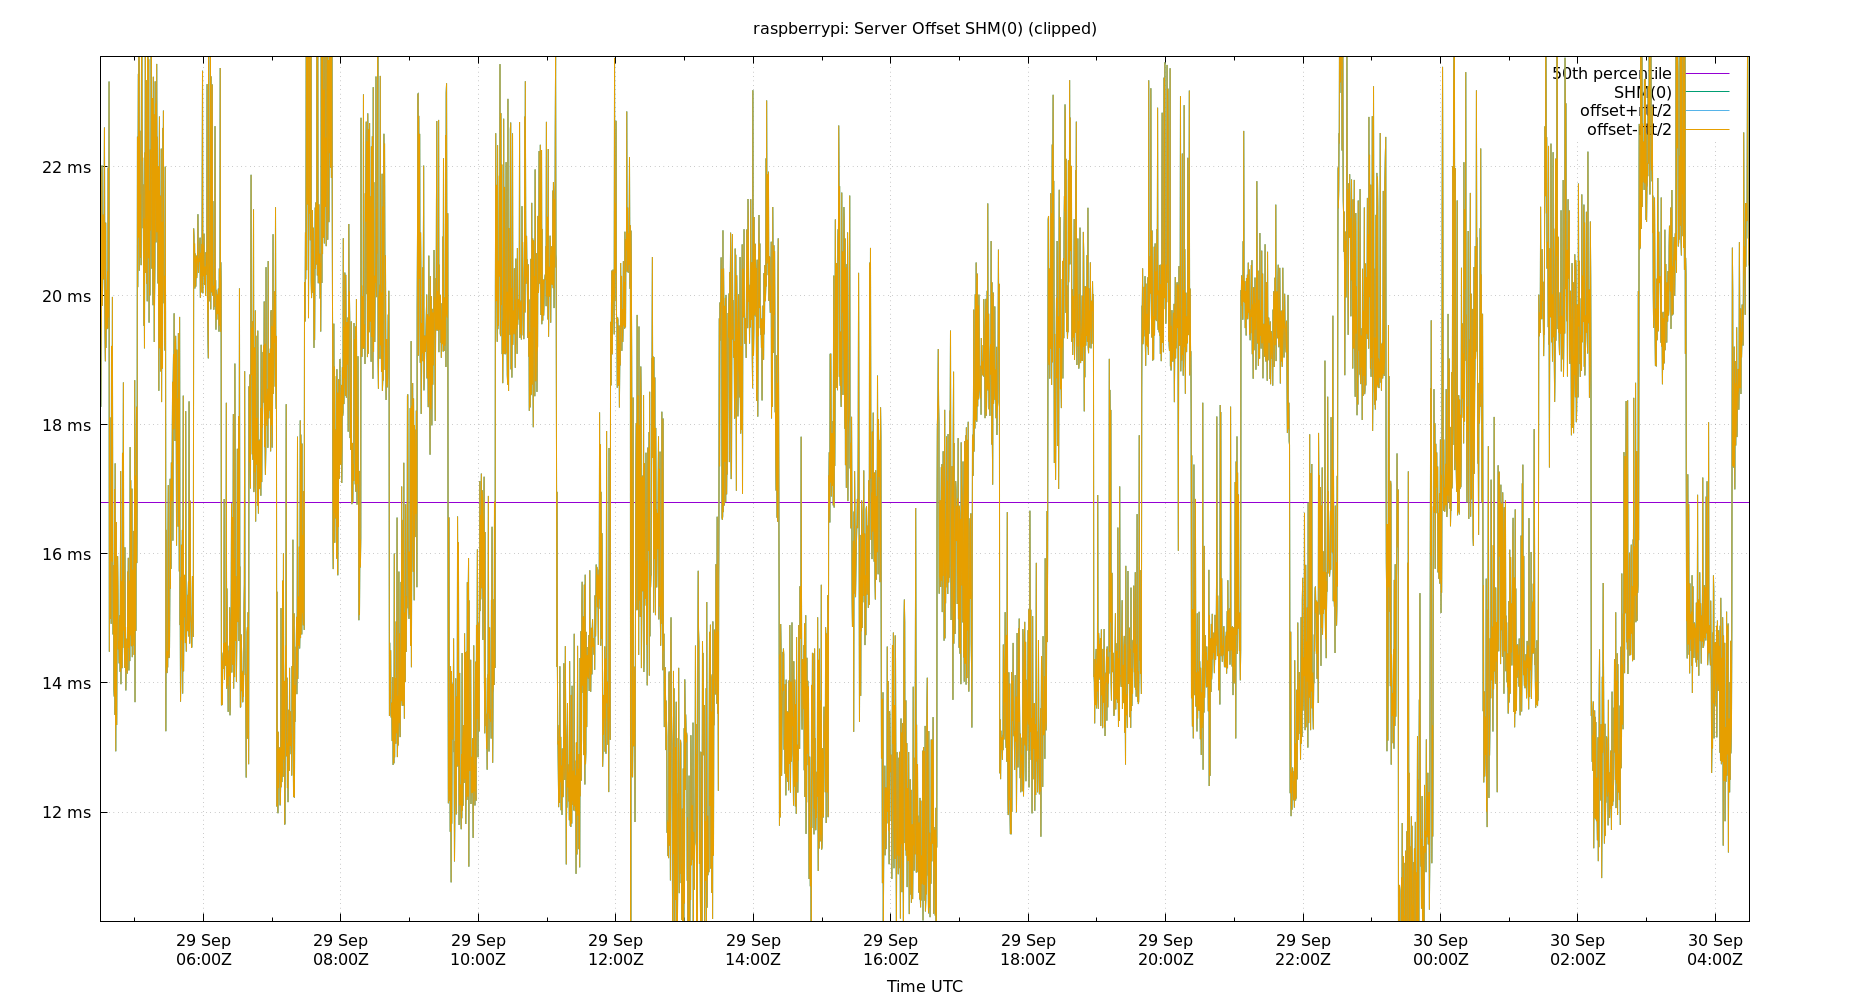 raspberrypi: Server Offset SHM(0) (clipped)
50th percentile
SHM(0)
offset+rtt/2
offset-rtt/2
22 ms
20 ms
18 ms
16 ms
14 ms
12 ms
29 Sep 29 Sep 29 Sep 29 Sep 29 Sep 29 Sep 29 Sep 29 Sep 29 Sep 30 Sep 30 Sep 30 Sep
06:00Z 08:00Z 10:00Z 12:00Z 14:00Z 16:00Z 18:00Z 20:00Z 22:00Z 00:00Z 02:00Z 04:00Z
Time UTC